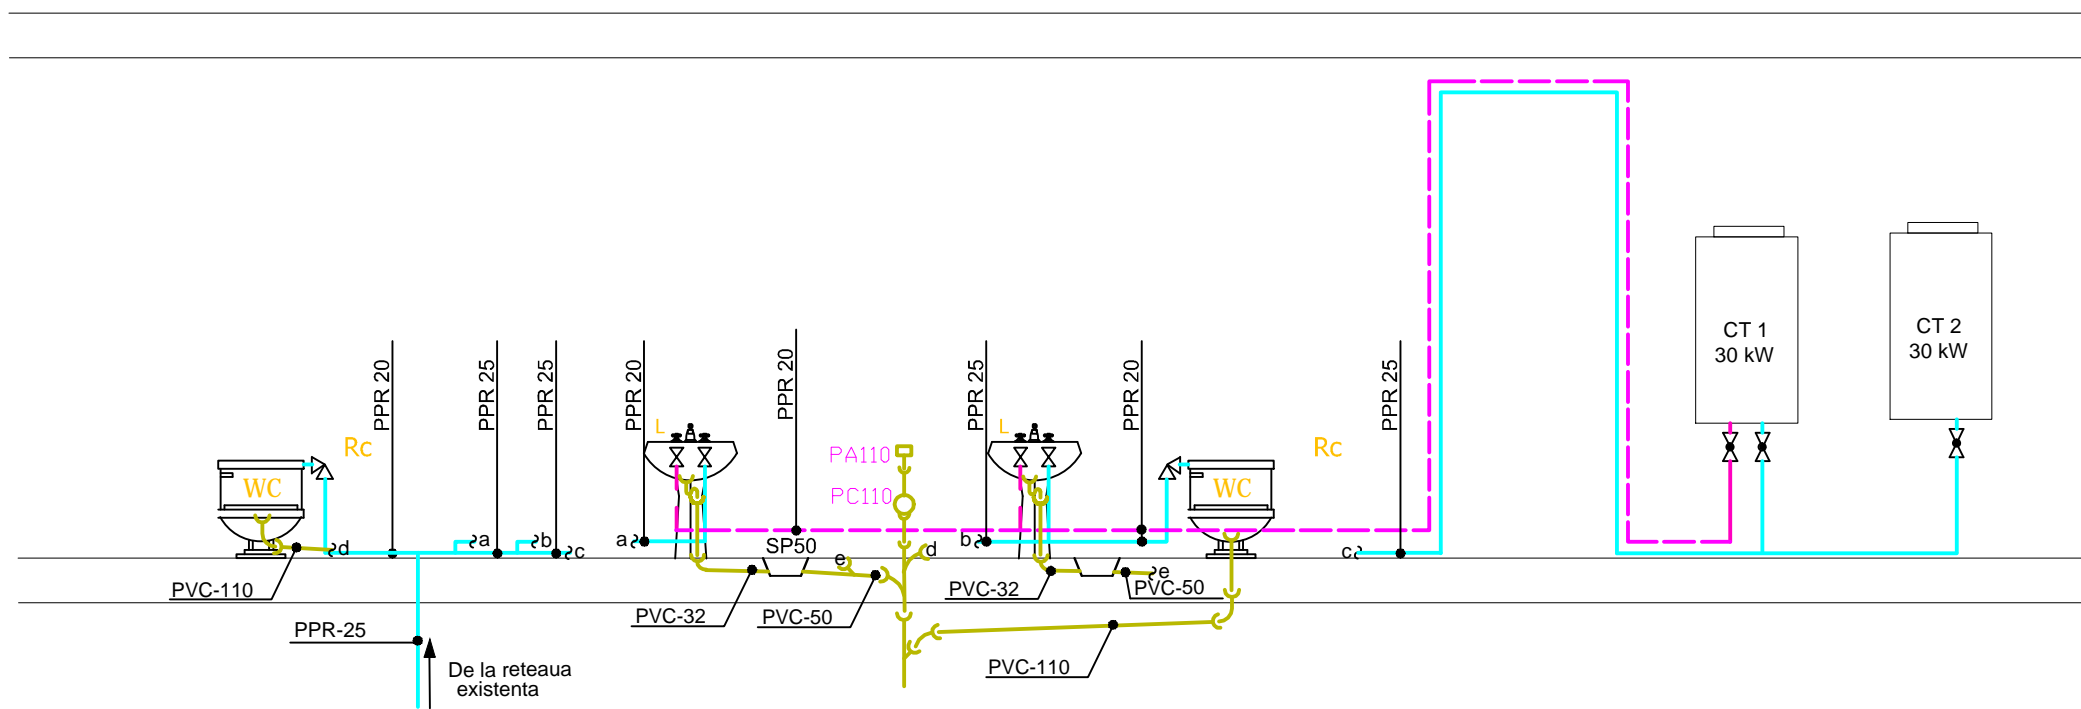 CT 1
30 kW
CT 2
30 kW
PPR 20
PPR 25
PPR 25
PPR 20
PPR 20
PPR 25
PPR 20
PPR 25
L
L
Rc
Rc
PA110
PC110
WC
WC
a
b
c
d
a
SP50
e
d
b
c
e
PVC-110
PVC-32
PVC-50
PVC-32
PVC-50
PPR-25
PVC-110
De la reteaua
existenta